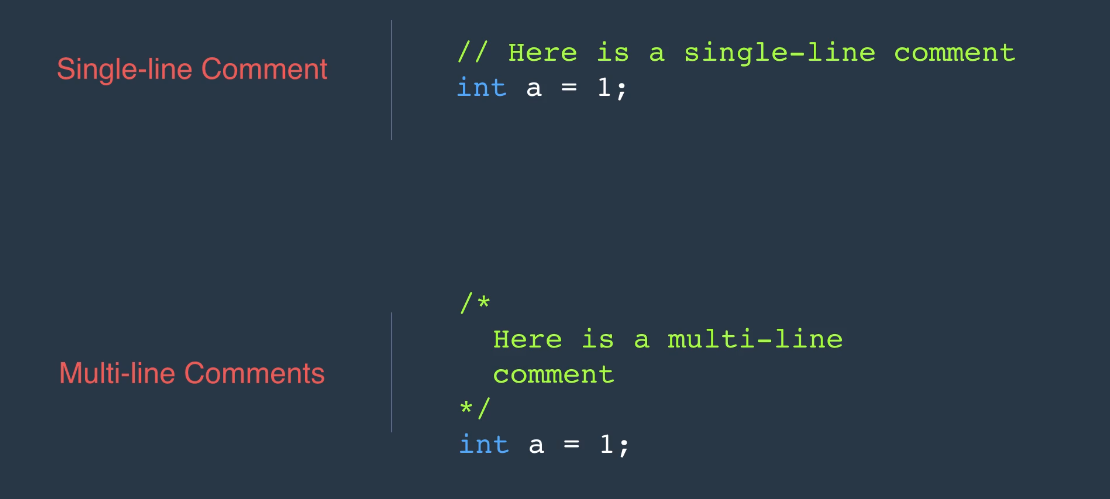 Single-line Comment
// Here is a single-line comment
int a = 1;
Multi-line Comments
/*
Here is a multi-line
comment
*/
int a = 1;